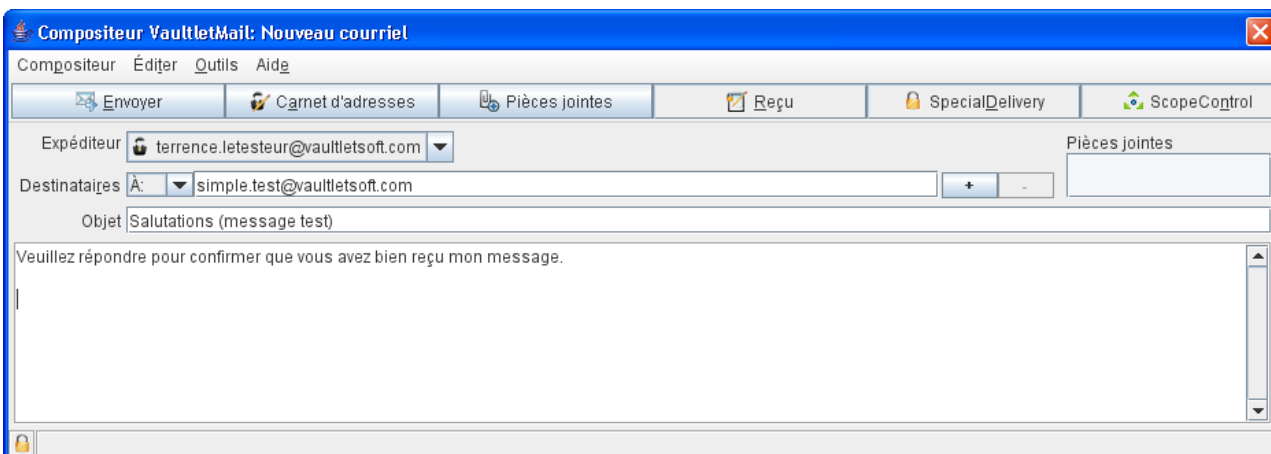 Compositeur VaultletMail: Nouveau courriel
Compositeur Éditer Outils Aide
Envoyer Carnet d'adresses Pièces jointes Reçu SpecialDelivery ScopeControl
Expéditeur terrence.letesteur@vaultletsoft.com Pièces jointes
Destinataires À: simple.test@vaultletsoft.com + -
Objet Salutations (message test)
Veuillez répondre pour confirmer que vous avez bien reçu mon message.